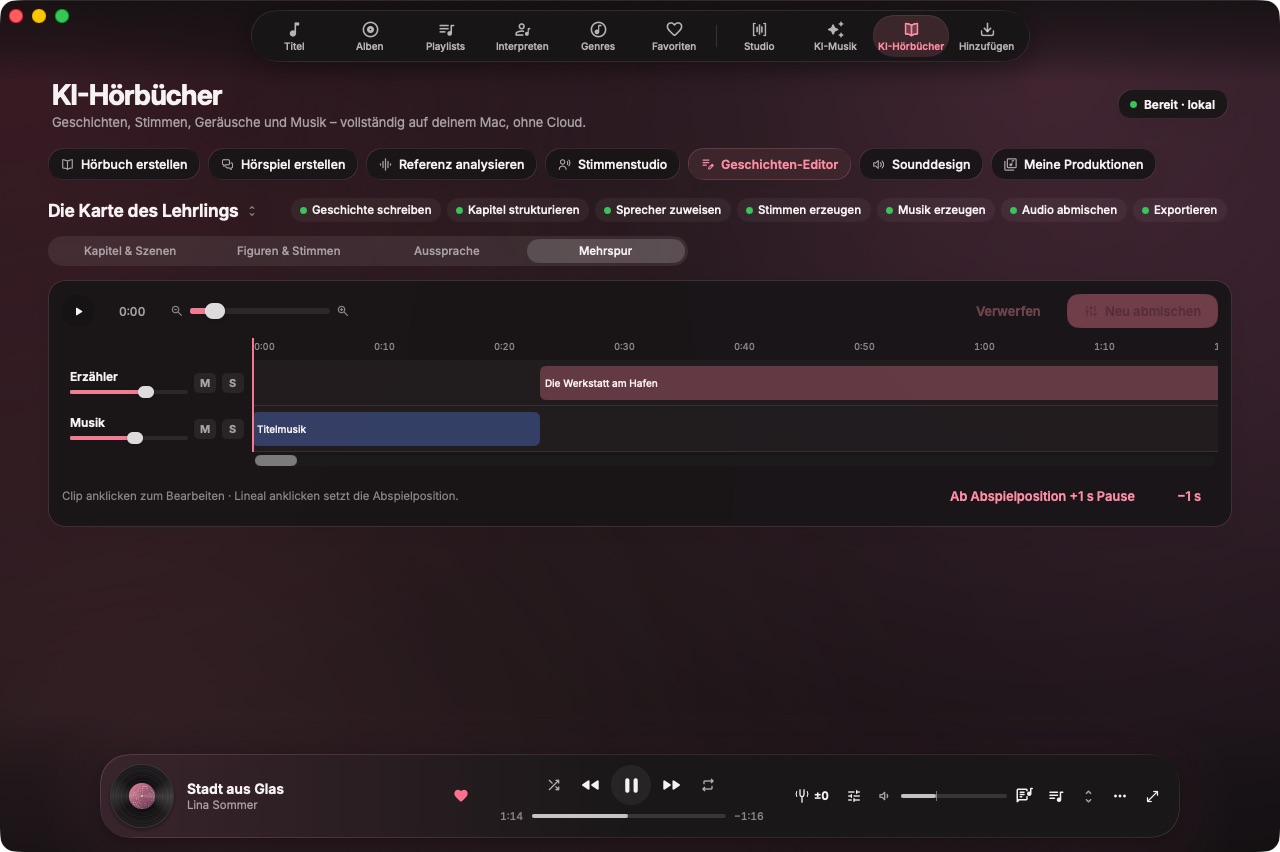 Titel Alben Playlists Interpreten Genres Favoriten Studio KI-Musik KI-Hörbücher Hinzufügen
KI-Hörbücher
Bereit · lokal
Geschichten, Stimmen, Geräusche und Musik – vollständig auf deinem Mac, ohne Cloud.
Hörbuch erstellen Hörspiel erstellen Referenz analysieren Stimmenstudio Geschichten-Editor Sounddesign Meine Produktionen
Die Karte des Lehrlings Geschichte schreiben Kapitel strukturieren Sprecher zuweisen Stimmen erzeugen Musik erzeugen Audio abmischen Exportieren
Kapitel & Szenen Figuren & Stimmen Aussprache Mehrspur
0:00 Verwerfen Neu abmischen
0:00 0:10 0:20 0:30 0:40 0:50 1:00 1:10 1
Erzähler M S Die Werkstatt am Hafen
Musik M S Titelmusik
Clip anklicken zum Bearbeiten · Lineal anklicken setzt die Abspielposition. Ab Abspielposition +1 s Pause −1 s
Stadt aus Glas
Lina Sommer
±0
1:14 −1:16